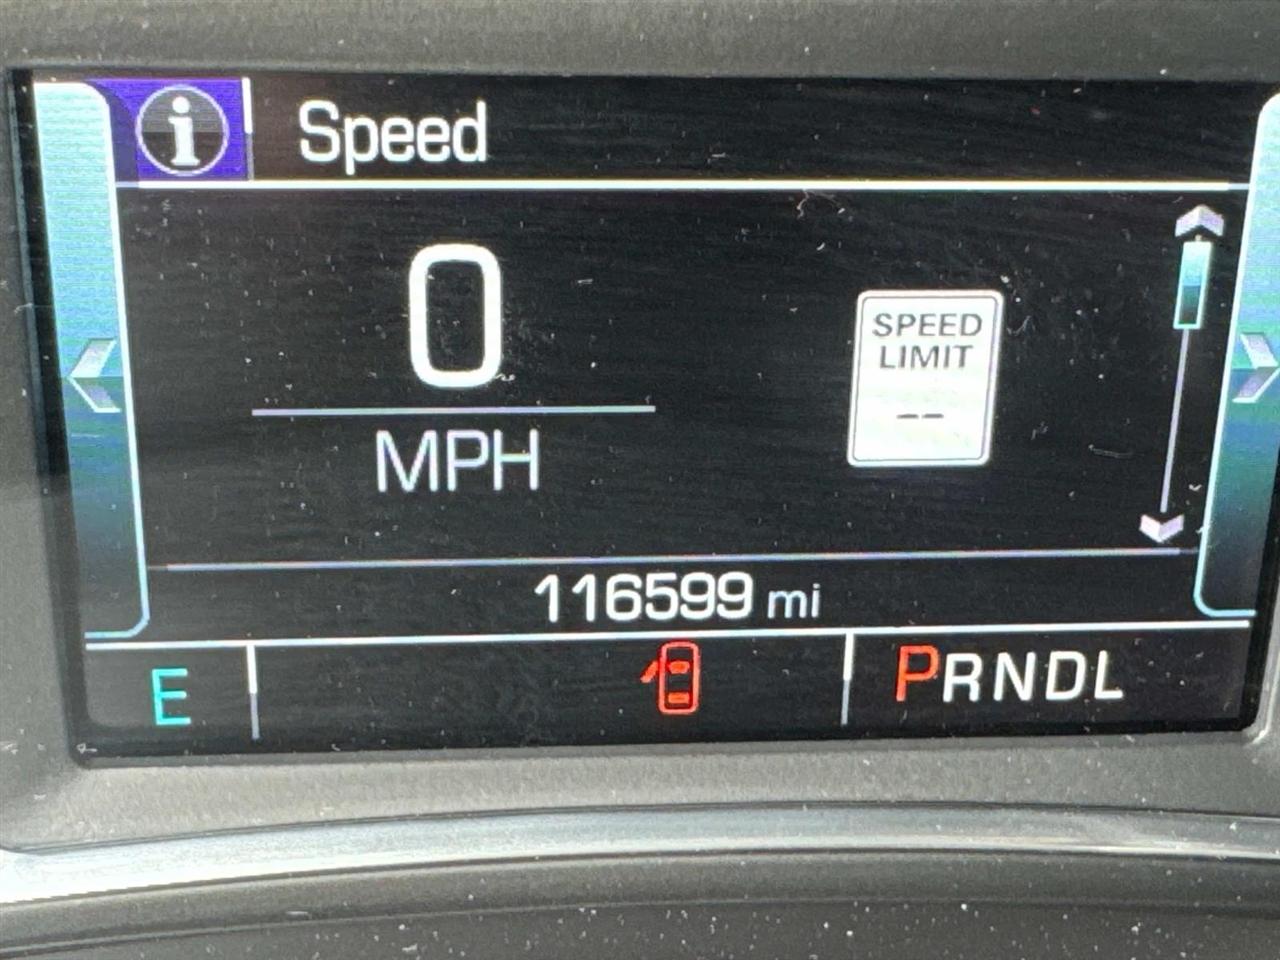 i Speed
0
MPH
SPEED
LIMIT
--
116599 mi
E PRNDL